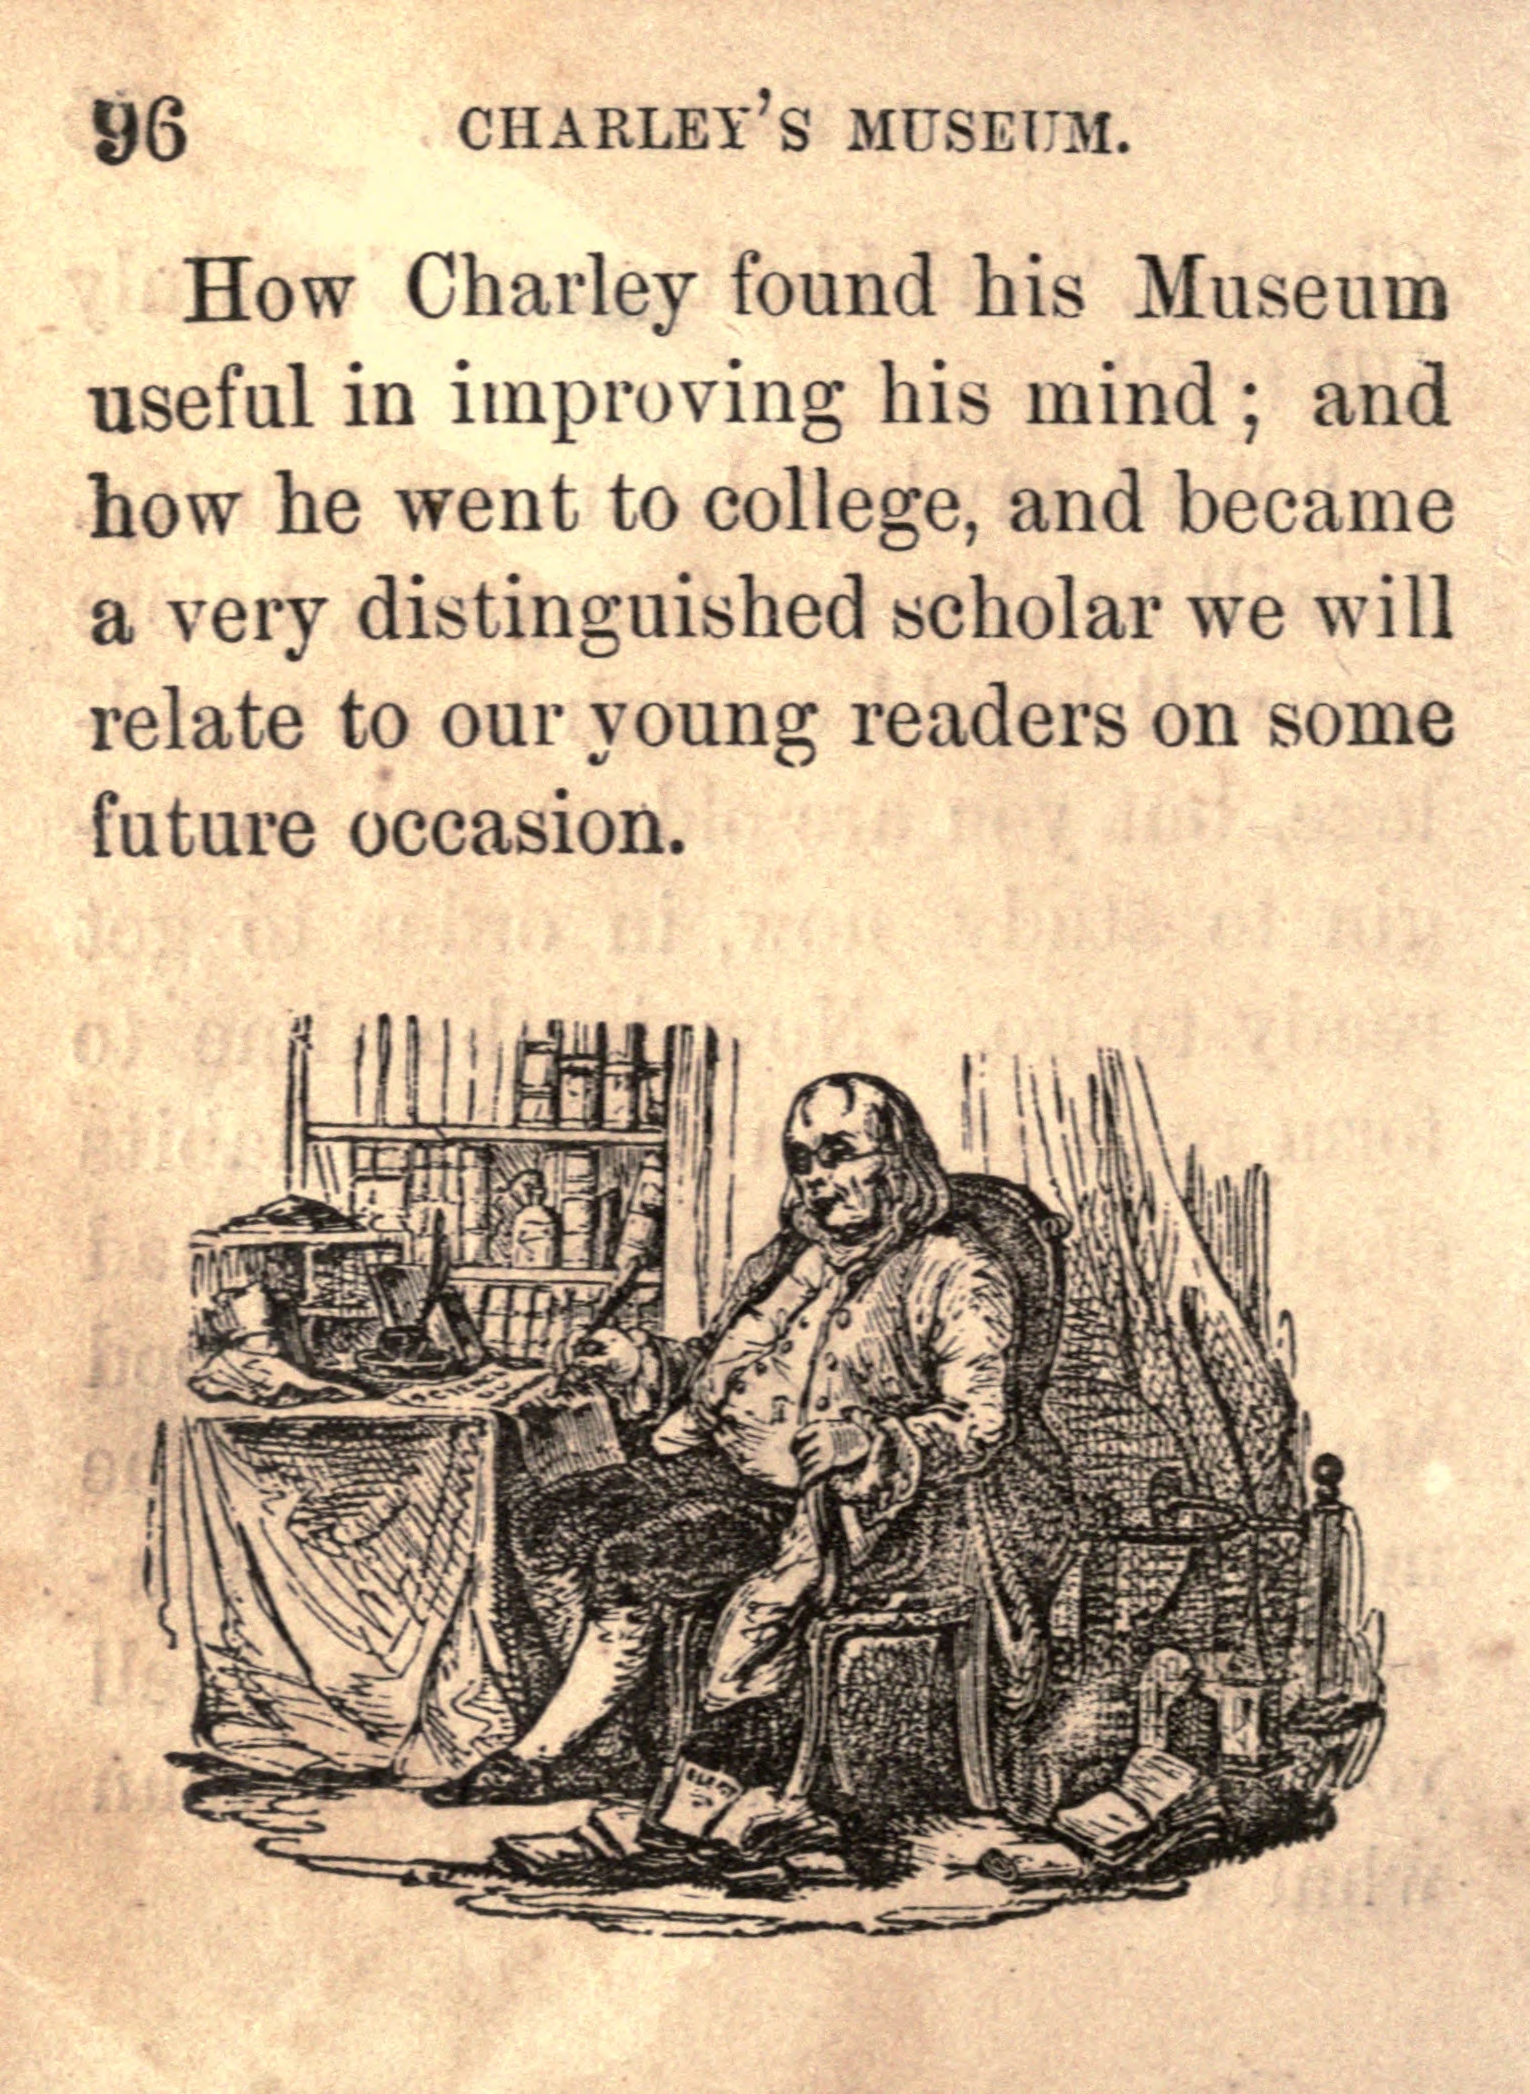 96 CHARLEY'S MUSEUM.
How Charley found his Museum
useful in improving his mind; and
how he went to college, and became
a very distinguished scholar we will
relate to our young readers on some
future occasion.